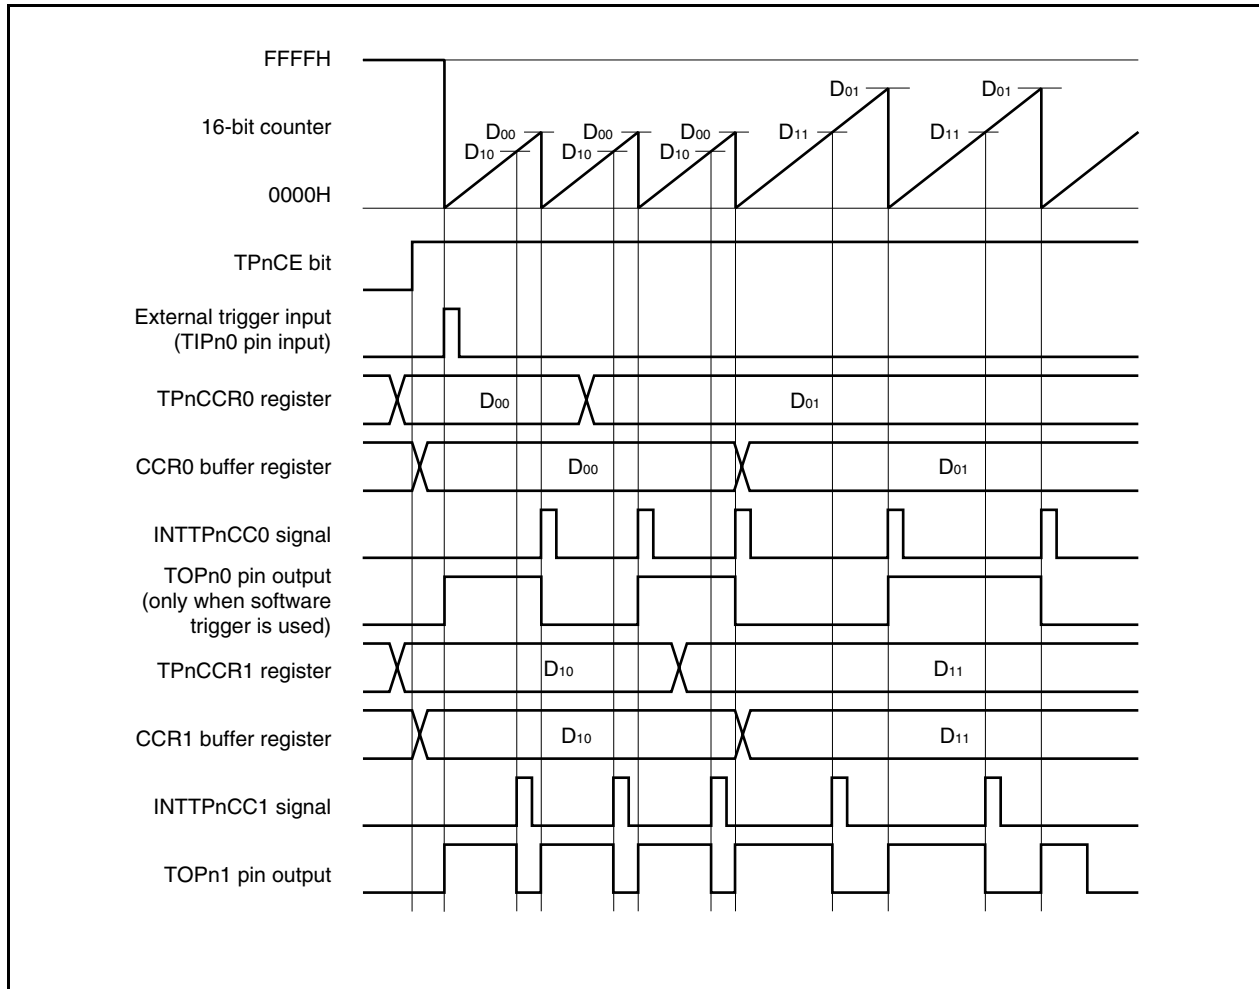 FFFFH
16-bit counter
0000H
D00 D00 D00 D01 D01
D10 D10 D10 D11 D11
TPnCE bit
External trigger input
(TIPn0 pin input)
TPnCCR0 register
D00 D01
CCR0 buffer register
D00 D01
INTTPnCC0 signal
TOPn0 pin output
(only when software
trigger is used)
TPnCCR1 register
D10 D11
CCR1 buffer register
D10 D11
INTTPnCC1 signal
TOPn1 pin output